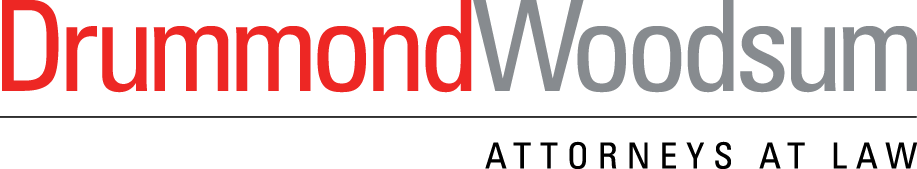 DrummondWoodsum
ATTORNEYS AT LAW